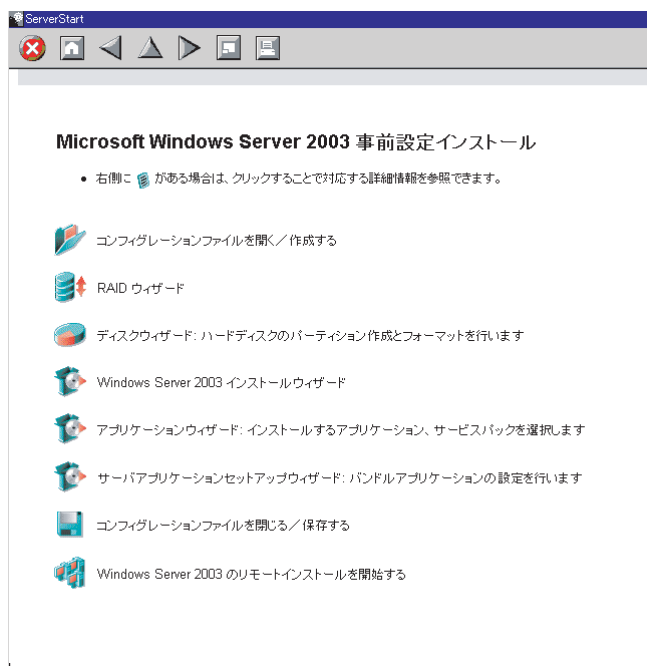 ServerStart
Microsoft Windows Server 2003 事前設定インストール
• 右側に がある場合は、クリックすることで対応する詳細情報を参照できます。
コンフィグレーションファイルを開く／作成する
RAID ウィザード
ディスクウィザード: ハードディスクのパーティション作成とフォーマットを行います
Windows Server 2003 インストールウィザード
アプリケーションウィザード: インストールするアプリケーション、サービスパックを選択します
サーバアプリケーションセットアップウィザード: バンドルアプリケーションの設定を行います
コンフィグレーションファイルを閉じる／保存する
Windows Server 2003 のリモートインストールを開始する